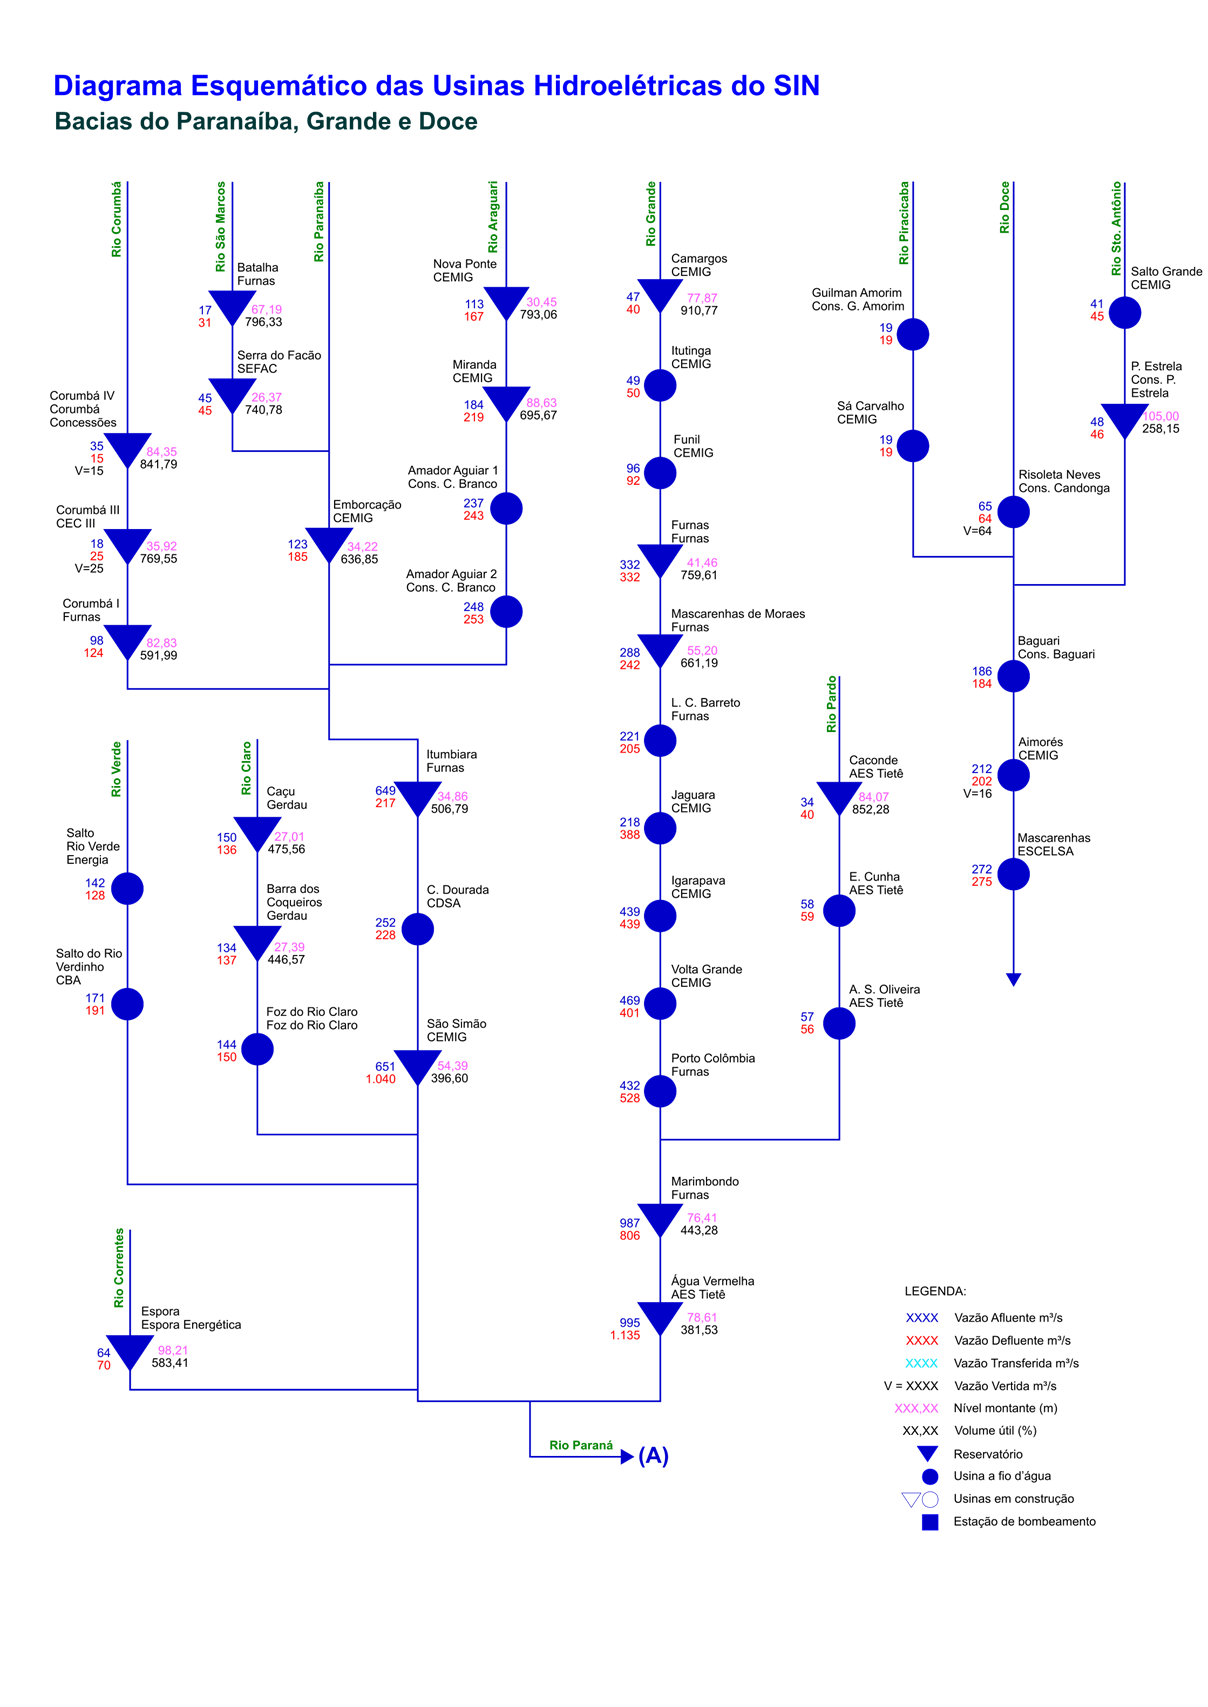 Diagrama Esquemático das Usinas Hidroelétricas do SIN
Bacias do Paranaíba, Grande e Doce
Rio Corumbá
Corumbá IV
Corumbá
Concessões
35
15
V=15
84,35
841,79
Corumbá III
CEC III
18
25
V=25
35,92
769,55
Corumbá I
Furnas
98
124
82,83
591,99
Rio São Marcos
Batalha
Furnas
17
31
67,19
796,33
Serra do Facão
SEFAC
45
45
26,37
740,78
Rio Paranaíba
Emborcação
CEMIG
123
185
34,22
636,85
Rio Araguari
Nova Ponte
CEMIG
113
167
30,45
793,06
Miranda
CEMIG
184
219
88,63
695,67
Amador Aguiar 1
Cons. C. Branco
237
243
Amador Aguiar 2
Cons. C. Branco
248
253
Itumbiara
Furnas
649
217
34,86
506,79
C. Dourada
CDSA
252
228
São Simão
CEMIG
651
1.040
54,39
396,60
Rio Verde
Salto
Rio Verde
Energia
142
128
Salto do Rio
Verdinho
CBA
171
191
Rio Claro
Caçu
Gerdau
150
136
27,01
475,56
Barra dos
Coqueiros
Gerdau
134
137
27,39
446,57
Foz do Rio Claro
Foz do Rio Claro
144
150
Rio Correntes
Espora
Espora Energética
64
70
98,21
583,41
Rio Grande
Camargos
CEMIG
47
40
77,87
910,77
Itutinga
CEMIG
49
50
Funil
CEMIG
96
92
Furnas
Furnas
332
332
41,46
759,61
Mascarenhas de Moraes
Furnas
288
242
55,20
661,19
L. C. Barreto
Furnas
221
205
Jaguara
CEMIG
218
388
Igarapava
CEMIG
439
439
Volta Grande
CEMIG
469
401
Porto Colômbia
Furnas
432
528
Rio Pardo
Caconde
AES Tietê
34
40
84,07
852,28
E. Cunha
AES Tietê
58
59
A. S. Oliveira
AES Tietê
57
56
Marimbondo
Furnas
987
806
76,41
443,28
Água Vermelha
AES Tietê
995
1.135
78,61
381,53
Rio Paraná
(A)
Rio Piracicaba
Guilman Amorim
Cons. G. Amorim
19
19
Sá Carvalho
CEMIG
19
19
Rio Doce
Risoleta Neves
Cons. Candonga
65
64
V=64
Rio Sto. Antônio
Salto Grande
CEMIG
41
45
P. Estrela
Cons. P.
Estrela
48
46
105,00
258,15
Baguari
Cons. Baguari
186
184
Aimorés
CEMIG
212
202
V=16
Mascarenhas
ESCELSA
272
275
LEGENDA:
XXXX Vazão Afluente m³/s
XXXX Vazão Defluente m³/s
XXXX Vazão Transferida m³/s
V = XXXX Vazão Vertida m³/s
XXX,XX Nível montante (m)
XX,XX Volume útil (%)
Reservatório
Usina a fio d'água
Usinas em construção
Estação de bombeamento